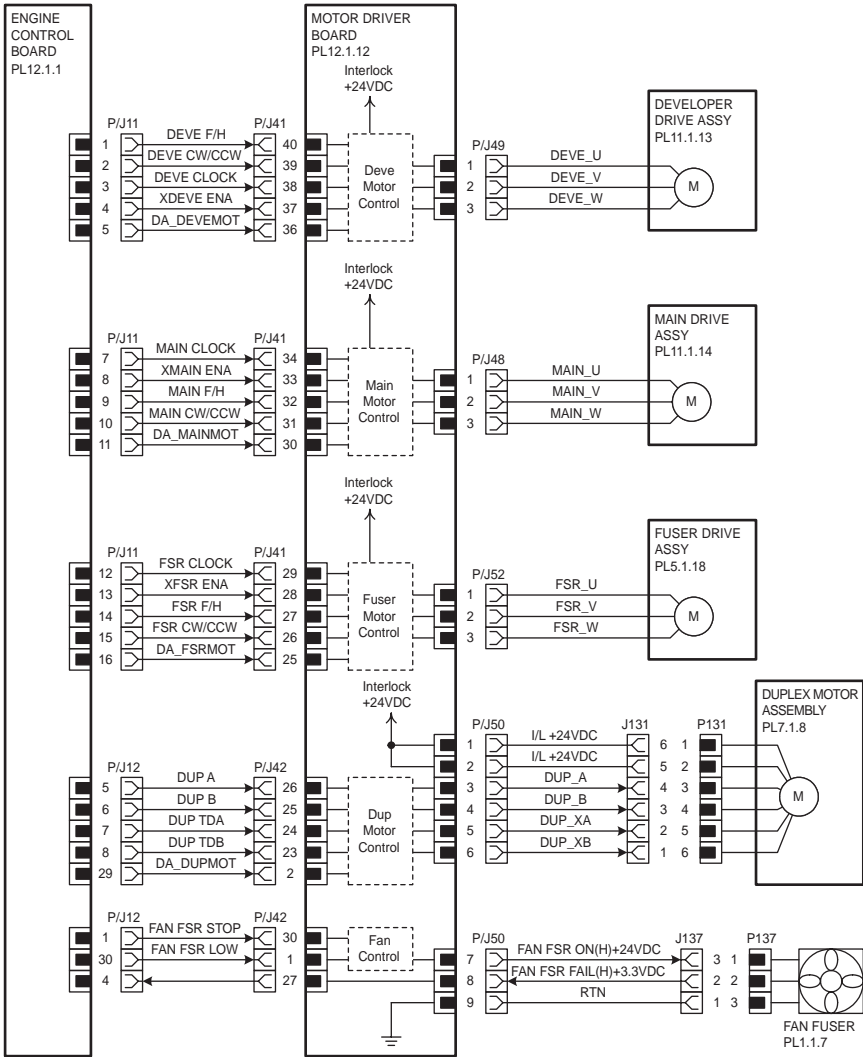 ENGINE
CONTROL
BOARD
PL12.1.1
MOTOR DRIVER
BOARD
PL12.1.12
Interlock
+24VDC
P/J11
P/J41
1 DEVE F/H 40
2 DEVE CW/CCW 39
3 DEVE CLOCK 38
4 XDEVE ENA 37
5 DA_DEVEMOT 36
Deve
Motor
Control
P/J49
1 DEVE_U
2 DEVE_V
3 DEVE_W
DEVELOPER
DRIVE ASSY
PL11.1.13
M
Interlock
+24VDC
P/J11
P/J41
7 MAIN CLOCK 34
8 XMAIN ENA 33
9 MAIN F/H 32
10 MAIN CW/CCW 31
11 DA_MAINMOT 30
Main
Motor
Control
P/J48
1 MAIN_U
2 MAIN_V
3 MAIN_W
MAIN DRIVE
ASSY
PL11.1.14
M
Interlock
+24VDC
P/J11
P/J41
12 FSR CLOCK 29
13 XFSR ENA 28
14 FSR F/H 27
15 FSR CW/CCW 26
16 DA_FSRMOT 25
Fuser
Motor
Control
P/J52
1 FSR_U
2 FSR_V
3 FSR_W
FUSER DRIVE
ASSY
PL5.1.18
M
Interlock
+24VDC
P/J12
P/J42
5 DUP A 26
6 DUP B 25
7 DUP TDA 24
8 DUP TDB 23
29 DA_DUPMOT 2
Dup
Motor
Control
P/J50
J131
P131
1 I/L +24VDC 6 1
2 I/L +24VDC 5 2
3 DUP_A 4 3
4 DUP_B 3 4
5 DUP_XA 2 5
6 DUP_XB 1 6
DUPLEX MOTOR
ASSEMBLY
PL7.1.8
M
P/J12
P/J42
1 FAN FSR STOP 30
30 FAN FSR LOW 1
4 27
Fan
Control
P/J50
J137
P137
7 FAN FSR ON(H)+24VDC 3 1
8 FAN FSR FAIL(H)+3.3VDC 2 2
9 RTN 1 3
FAN FUSER
PL1.1.7